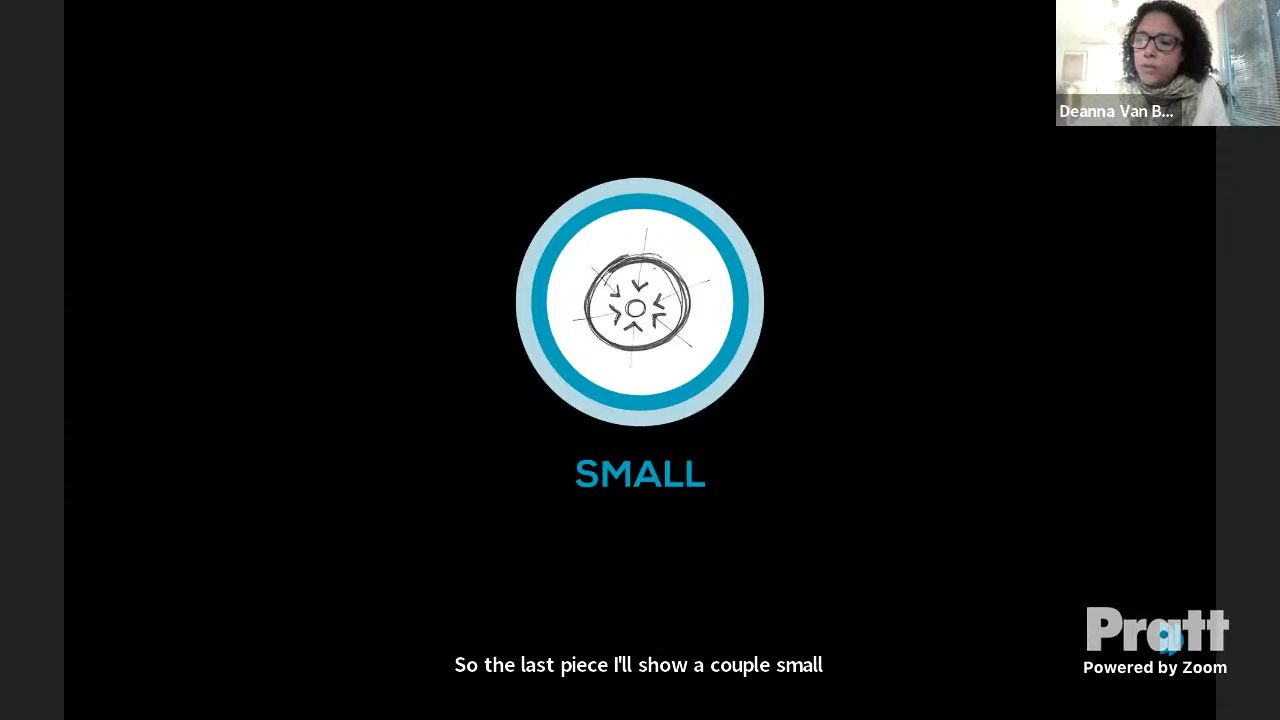 Deanna Van B...
SMALL
So the last piece I'll show a couple small
Pratt
Powered by Zoom